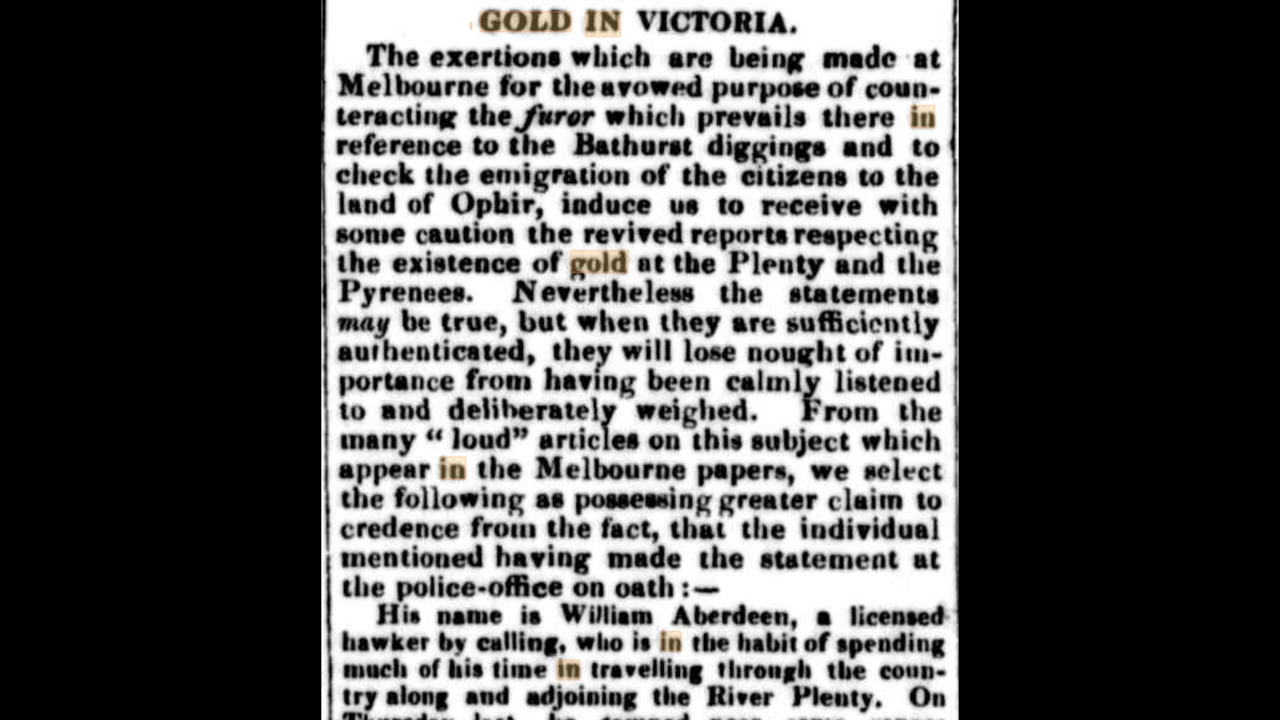 GOLD IN VICTORIA.
The exertions which are being made at
Melbourne for the avowed purpose of coun-
teracting the furor which prevails there in
reference to the Bathurst diggings and to
check the emigration of the citizens to the
land of Ophir, induce us to receive with
some caution the revived reports respecting
the existence of gold at the Plenty and the
Pyrenees. Nevertheless the statements
may be true, but when they are sufficiently
authenticated, they will lose nought of im-
portance from having been calmly listened
to and deliberately weighed. From the
many “ loud” articles on this subject which
appear in the Melbourne papers, we select
the following as possessing greater claim to
credence from the fact, that the individual
mentioned having made the statement at
the police-office on oath :—
His name is William Aberdeen, a licensed
hawker by calling, who is in the habit of spending
much of his time in travelling through the coun-
try along and adjoining the River Plenty. On